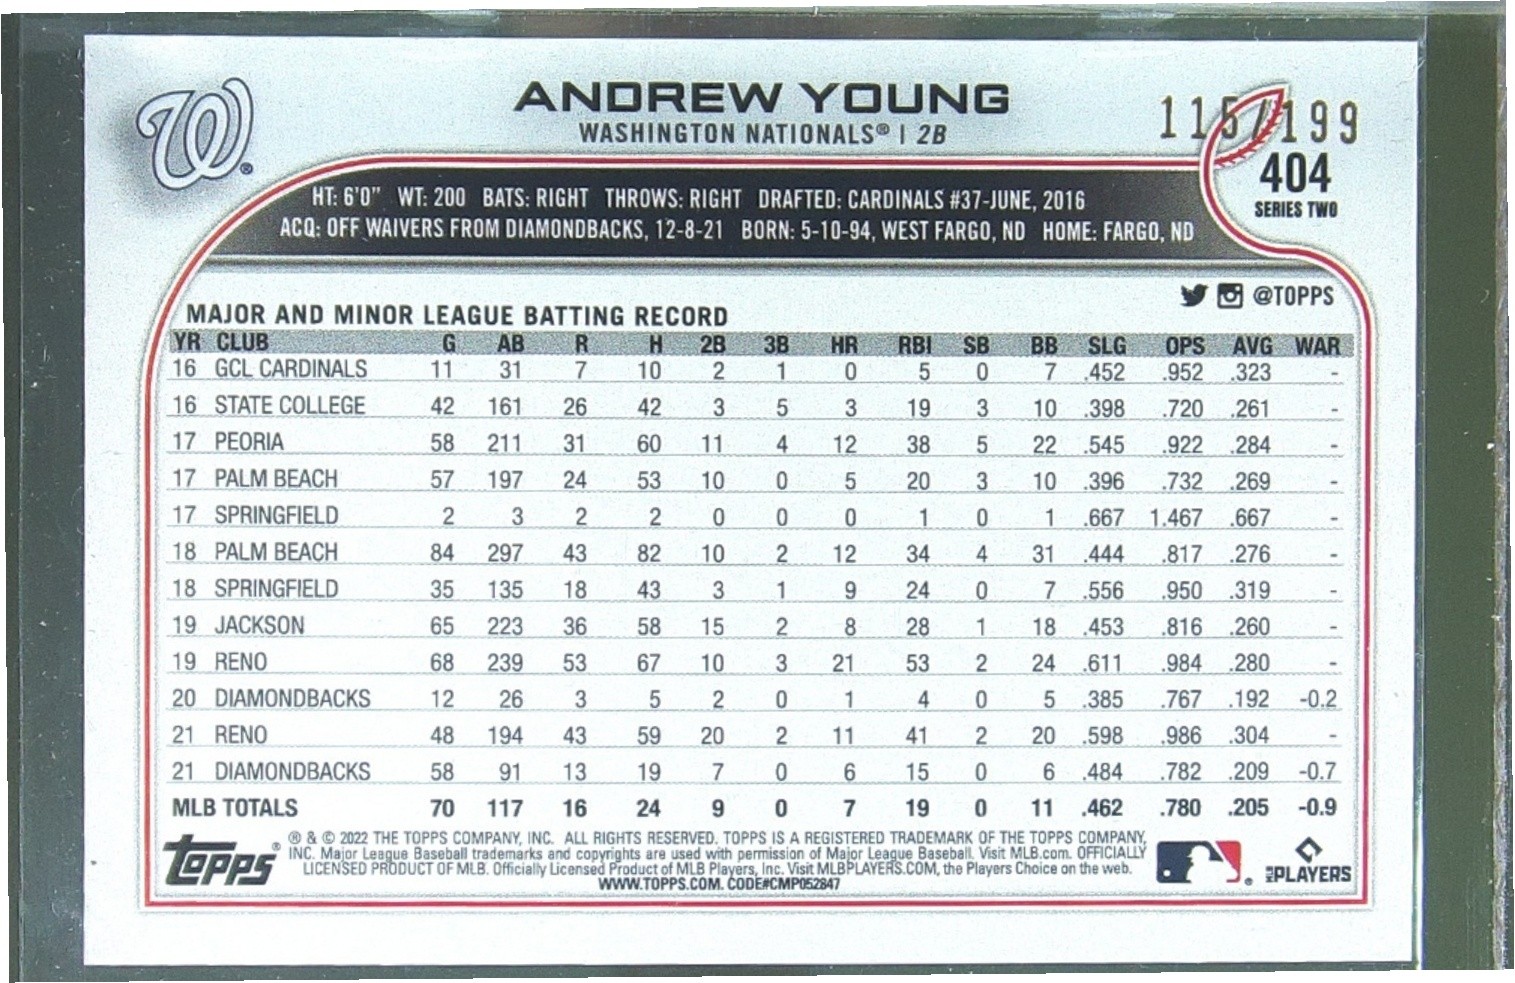 W®
ANDREW YOUNG
WASHINGTON NATIONALS® | 2B
115/199
404
SERIES TWO
HT: 6'0" WT: 200 BATS: RIGHT THROWS: RIGHT DRAFTED: CARDINALS #37-JUNE, 2016
ACQ: OFF WAIVERS FROM DIAMONDBACKS, 12-8-21 BORN: 5-10-94, WEST FARGO, ND HOME: FARGO, ND
@TOPPS
MAJOR AND MINOR LEAGUE BATTING RECORD
YR CLUB G AB R H 2B 3B HR RBI SB BB SLG OPS AVG WAR
16 GCL CARDINALS 11 31 7 10 2 1 0 5 0 7 .452 .952 .323 -
16 STATE COLLEGE 42 161 26 42 3 5 3 19 3 10 .398 .720 .261 -
17 PEORIA 58 211 31 60 11 4 12 38 5 22 .545 .922 .284 -
17 PALM BEACH 57 197 24 53 10 0 5 20 3 10 .396 .732 .269 -
17 SPRINGFIELD 2 3 2 2 0 0 0 1 0 1 .667 1.467 .667 -
18 PALM BEACH 84 297 43 82 10 2 12 34 4 31 .444 .817 .276 -
18 SPRINGFIELD 35 135 18 43 3 1 9 24 0 7 .556 .950 .319 -
19 JACKSON 65 223 36 58 15 2 8 28 1 18 .453 .816 .260 -
19 RENO 68 239 53 67 10 3 21 53 2 24 .611 .984 .280 -
20 DIAMONDBACKS 12 26 3 5 2 0 1 4 0 5 .385 .767 .192 -0.2
21 RENO 48 194 43 59 20 2 11 41 2 20 .598 .986 .304 -
21 DIAMONDBACKS 58 91 13 19 7 0 6 15 0 6 .484 .782 .209 -0.7
MLB TOTALS 70 117 16 24 9 0 7 19 0 11 .462 .780 .205 -0.9
topps®
® & © 2022 THE TOPPS COMPANY, INC. ALL RIGHTS RESERVED. TOPPS IS A REGISTERED TRADEMARK OF THE TOPPS COMPANY,
INC. Major League Baseball trademarks and copyrights are used with permission of Major League Baseball. Visit MLB.com. OFFICIALLY
LICENSED PRODUCT OF MLB. Officially Licensed Product of MLB Players, Inc. Visit MLBPLAYERS.COM, the Players Choice on the web.
WWW.TOPPS.COM. CODE#CMP052847
®
MLB PLAYERS